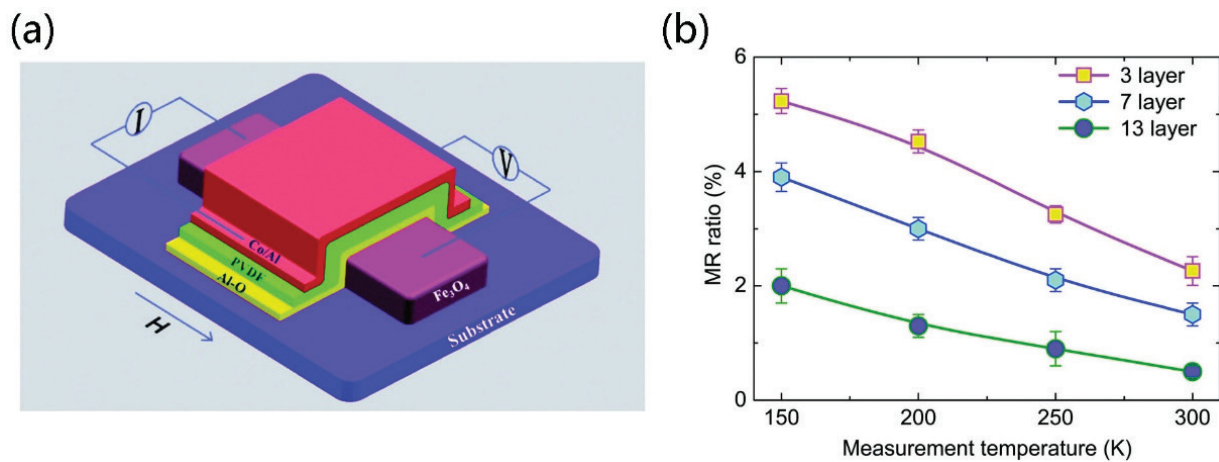 (a)
I
V
Co/Al
PVDF
Al-O
Fe₃O₄
Substrate
H
(b)
6
4
2
0
MR ratio (%)
3 layer
7 layer
13 layer
150 200 250 300
Measurement temperature (K)